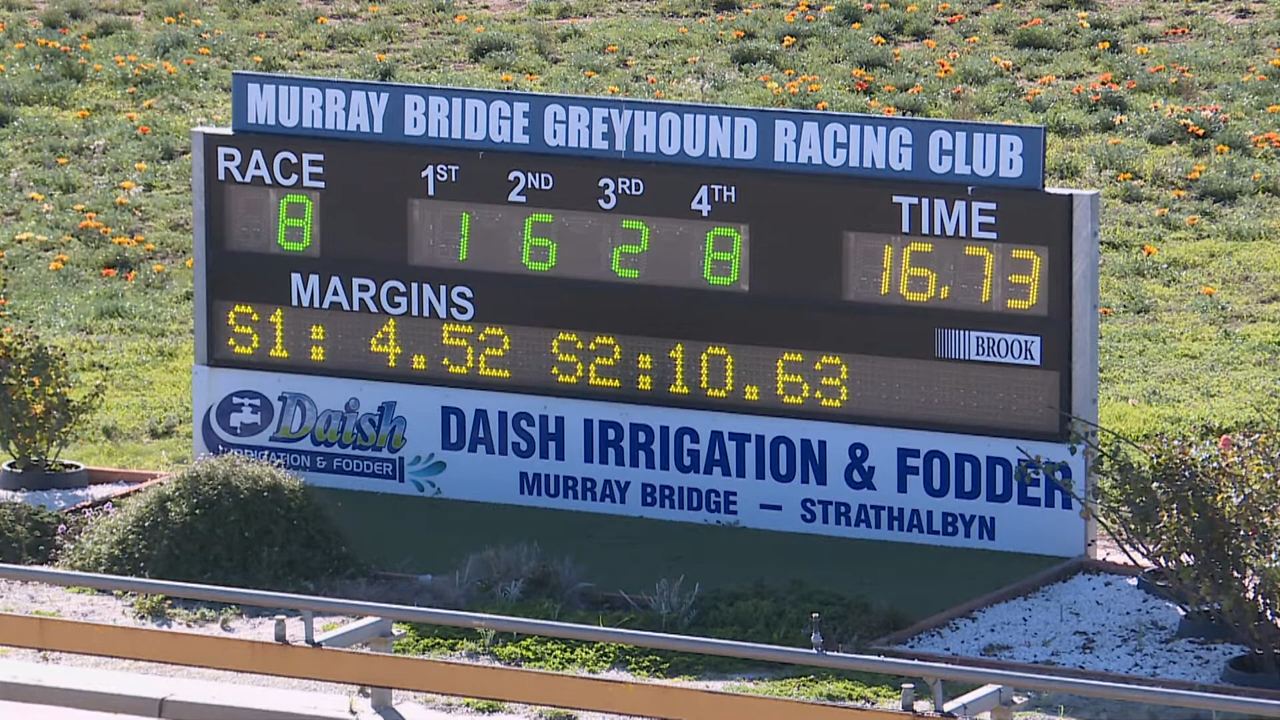 MURRAY BRIDGE GREYHOUND RACING CLUB
RACE 1ST 2ND 3RD 4TH TIME
8 1 6 2 8 16.73
MARGINS
S1: 4.52 S2:10.63
BROOK
Daish
IRRIGATION & FODDER
DAISH IRRIGATION & FODDER
MURRAY BRIDGE – STRATHALBYN